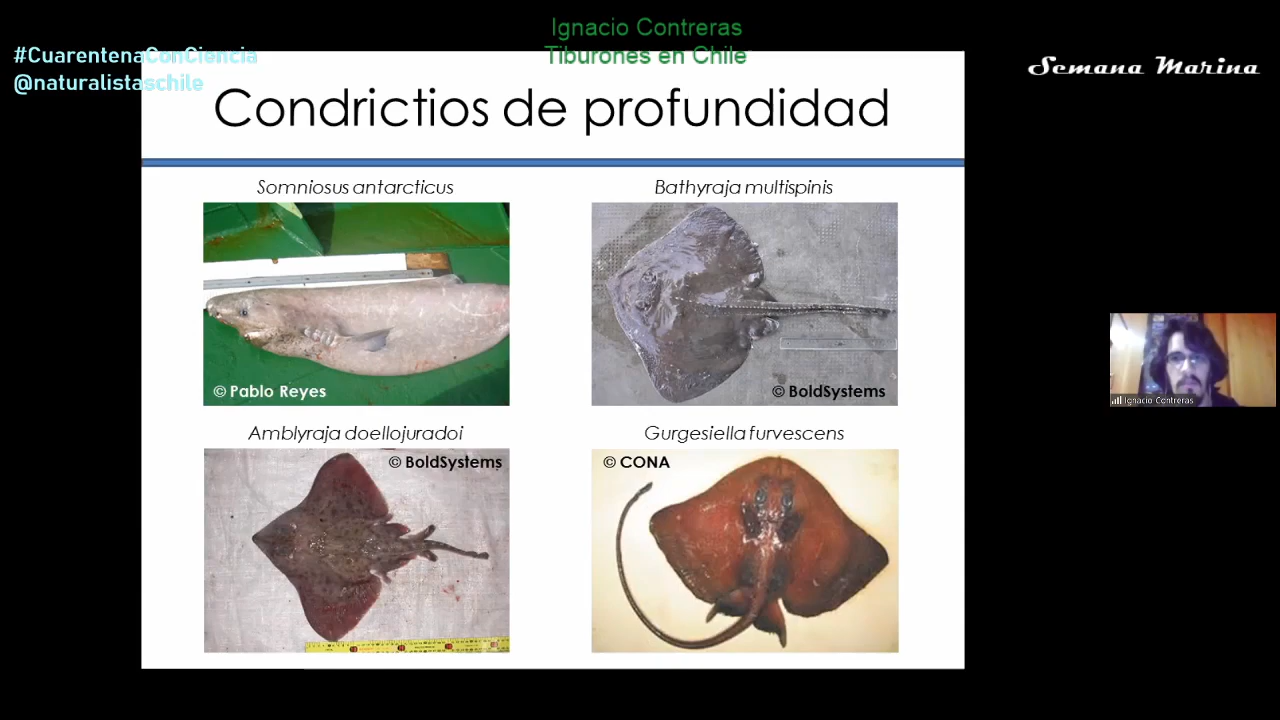 Ignacio Contreras
Tiburones en Chile
#CuarentenaConCiencia
@naturalistaschile
Semana Marina
Condrictios de profundidad
Somniosus antarcticus
Bathyraja multispinis
© Pablo Reyes
© BoldSystems
Amblyraja doellojuradoi
Gurgesiella furvescens
© BoldSystems
© CONA
Ignacio Contreras